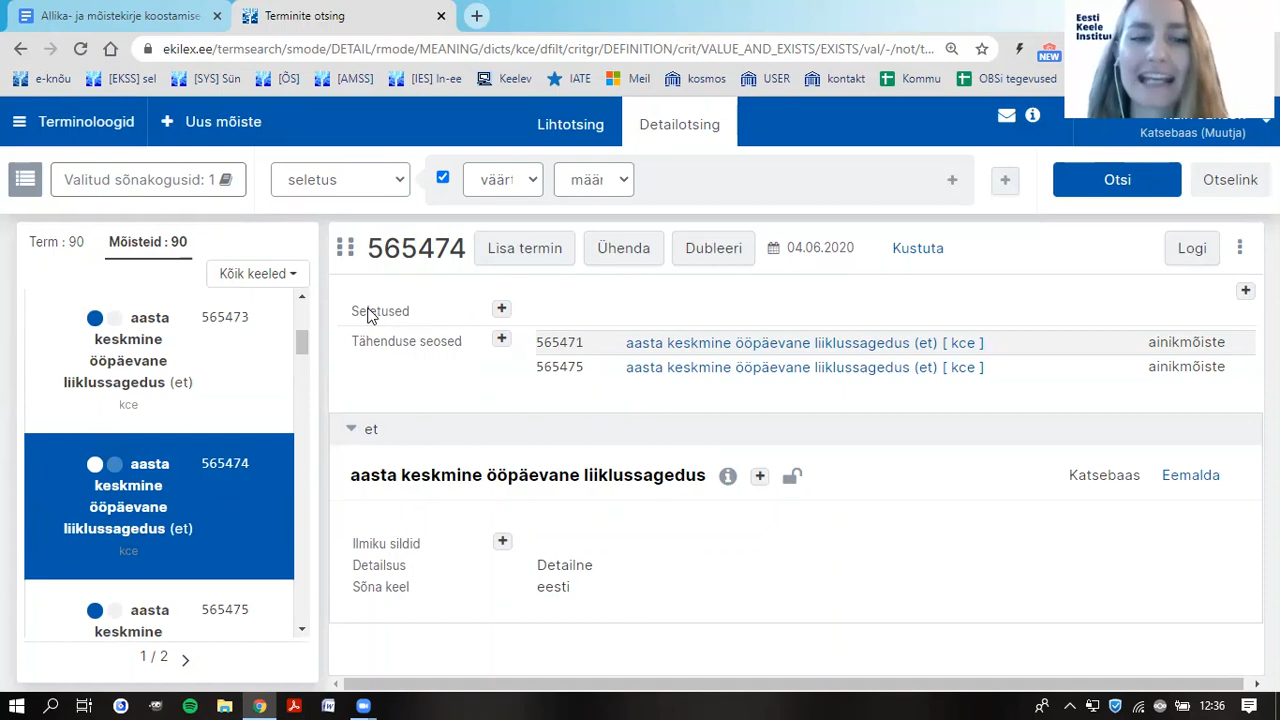 Allika- ja mõistekirje koostamise
Terminite otsing
ekilex.ee/termsearch/smode/DETAIL/rmode/MEANING/dicts/kce/dfilt/critgr/DEFINITION/crit/VALUE_AND_EXISTS/EXISTS/val/-/not/t...
e-knõu
[EKSS] sel
[SYS] Sün
[ÕS]
[AMSS]
[IES] In-ee
Keelev
IATE
Meil
kosmos
USER
kontakt
Kommu
OBSi tegevused
NEW
Eesti
Keele
Terminoloogid
Uus mõiste
Lihtotsing
Detailotsing
Katsebaas (Muutja)
Valitud sõnakogusid: 1
seletus
väärt
määr
Otsi
Otselink
Term : 90
Mõisteid : 90
Kõik keeled
aasta 565473
keskmine
ööpäevane
liiklussagedus (et)
kce
aasta 565474
keskmine
ööpäevane
liiklussagedus (et)
kce
aasta 565475
keskmine
1 / 2
565474
Lisa termin
Ühenda
Dubleeri
04.06.2020
Kustuta
Logi
Seletused
Tähenduse seosed
565471 aasta keskmine ööpäevane liiklussagedus (et) [ kce ] ainikmõiste
565475 aasta keskmine ööpäevane liiklussagedus (et) [ kce ] ainikmõiste
et
aasta keskmine ööpäevane liiklussagedus
Katsebaas
Eemalda
Ilmiku sildid
Detailsus Detailne
Sõna keel eesti
12:36